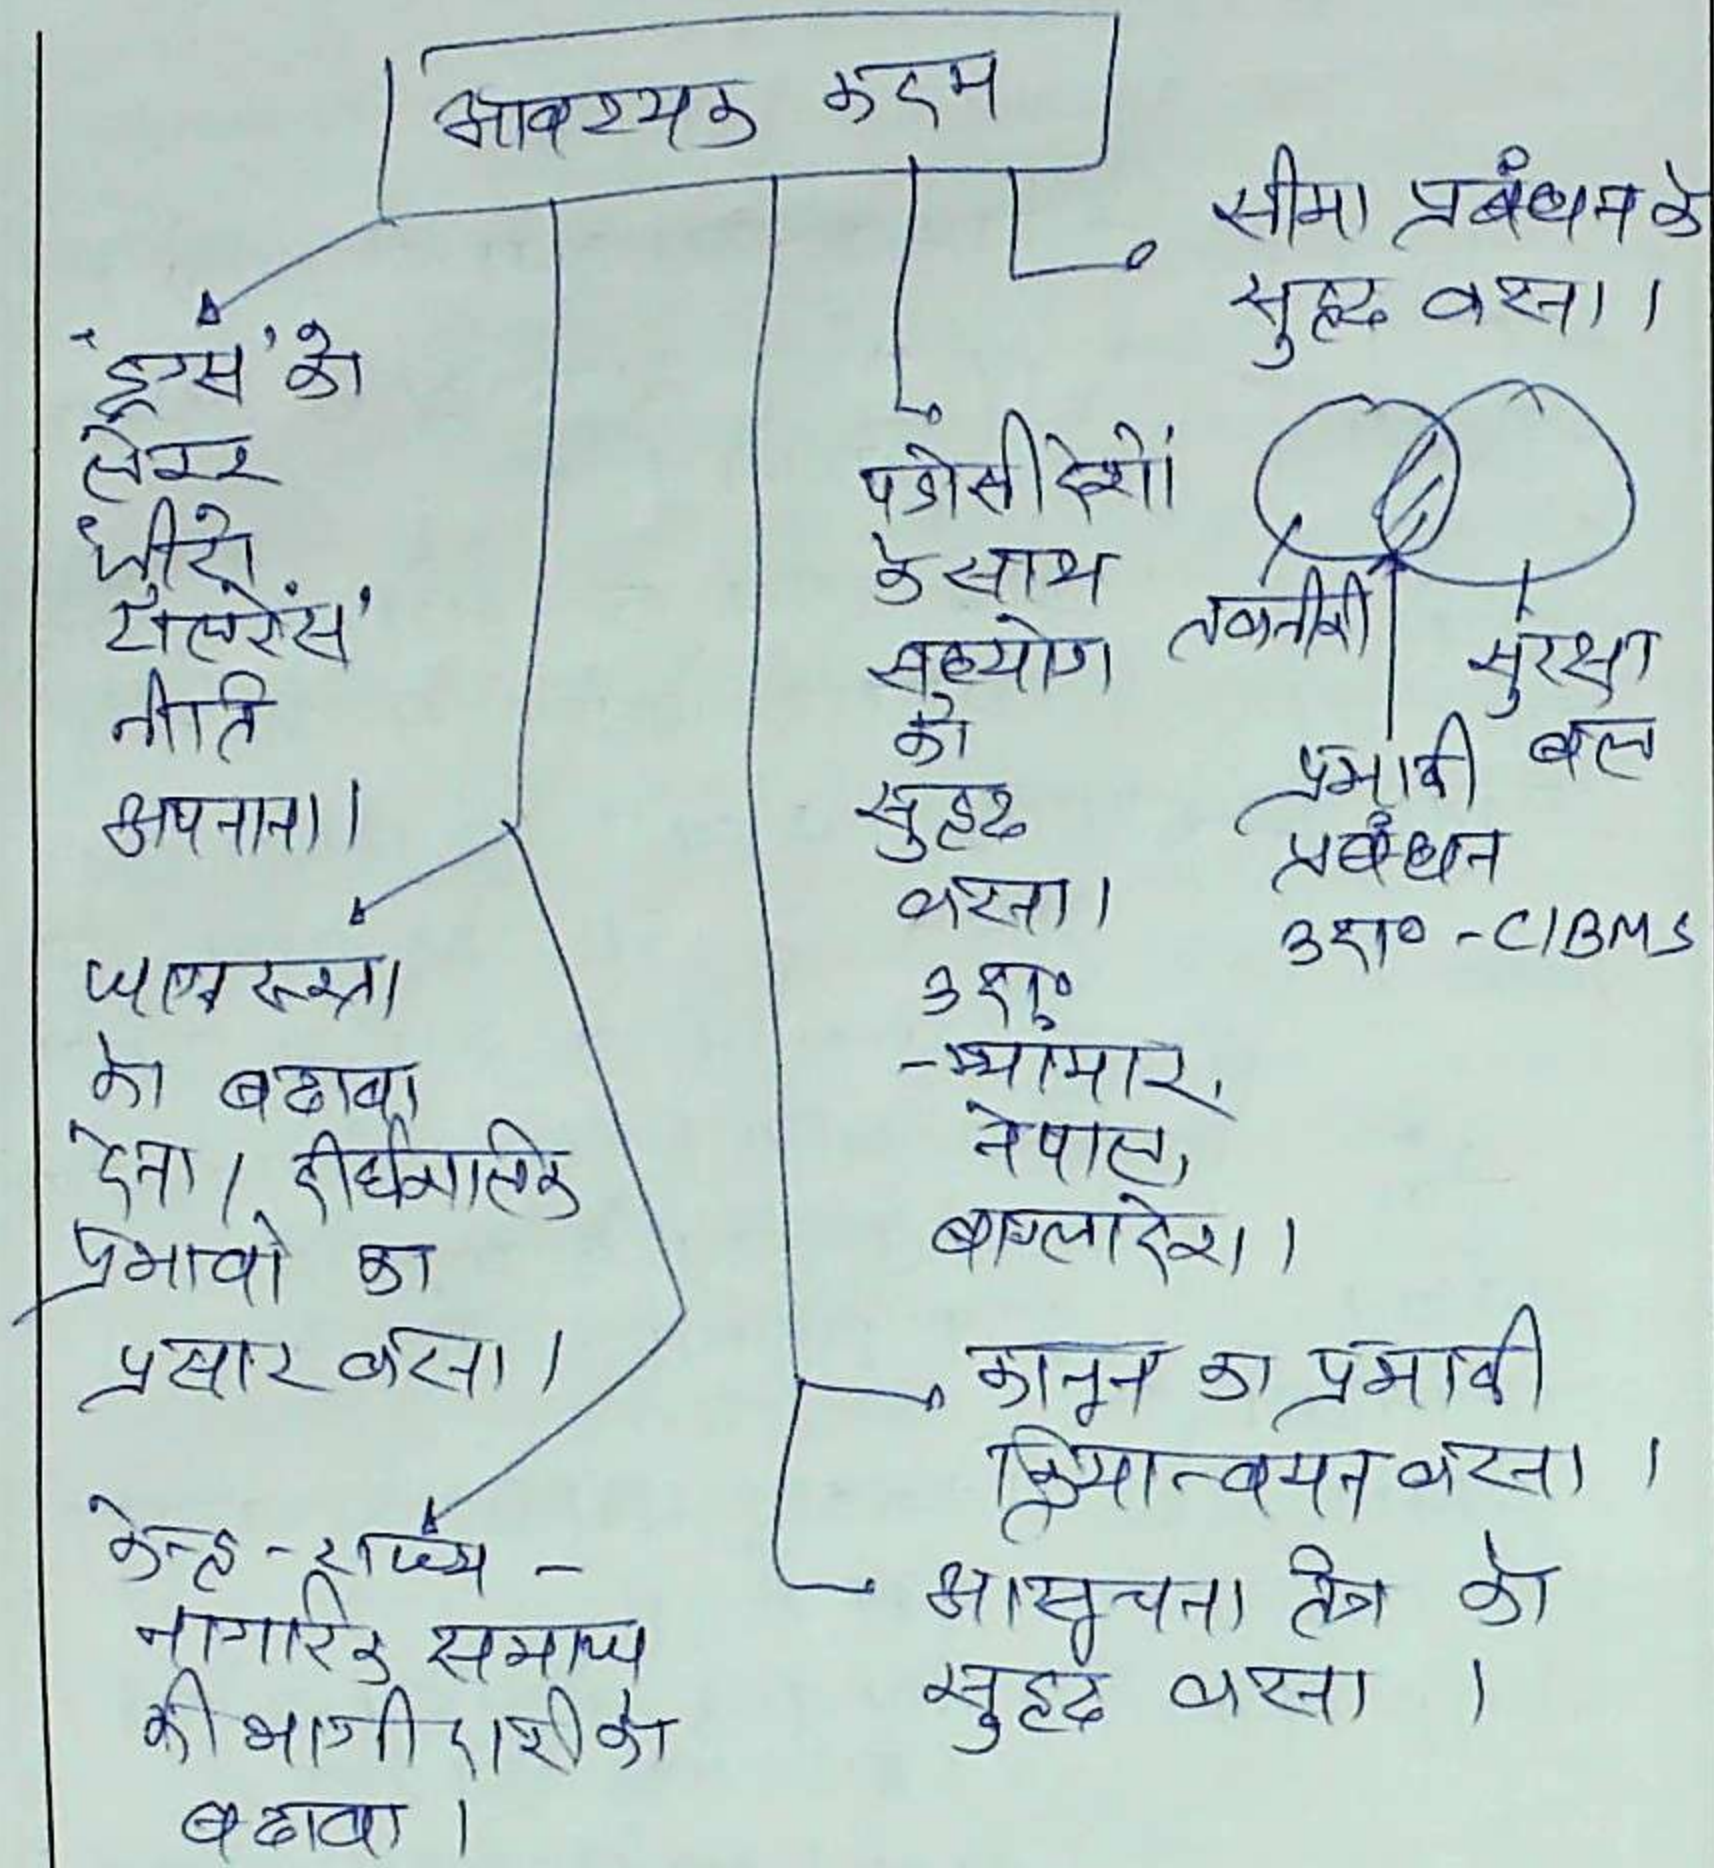 आवश्यक कदम
'ड्रग्स' को
लेकर
'जीरो
टॉलरेंस'
नीति
अपनाना।
जागरूकता
को बढावा
देना। दीर्घकालिक
प्रभावो का
प्रसार करना।
केन्द्र - राज्य -
नागरिक समाज
की भागीदारी को
बढावा।
कानून का प्रभावी
क्रियान्वयन करना।
आसूचना तंत्र को
सुदृढ करना।
पडोसी देशों
के साथ
सहयोग
को
सुदृढ
करना।
उदा०
- म्यांमार,
नेपाल,
बांग्लादेश।
सीमा प्रबंधन को
सुदृढ करना।
तकनीकी
सुरक्षा
बल
प्रभावी
प्रबंधन
उदा० - CIBMS